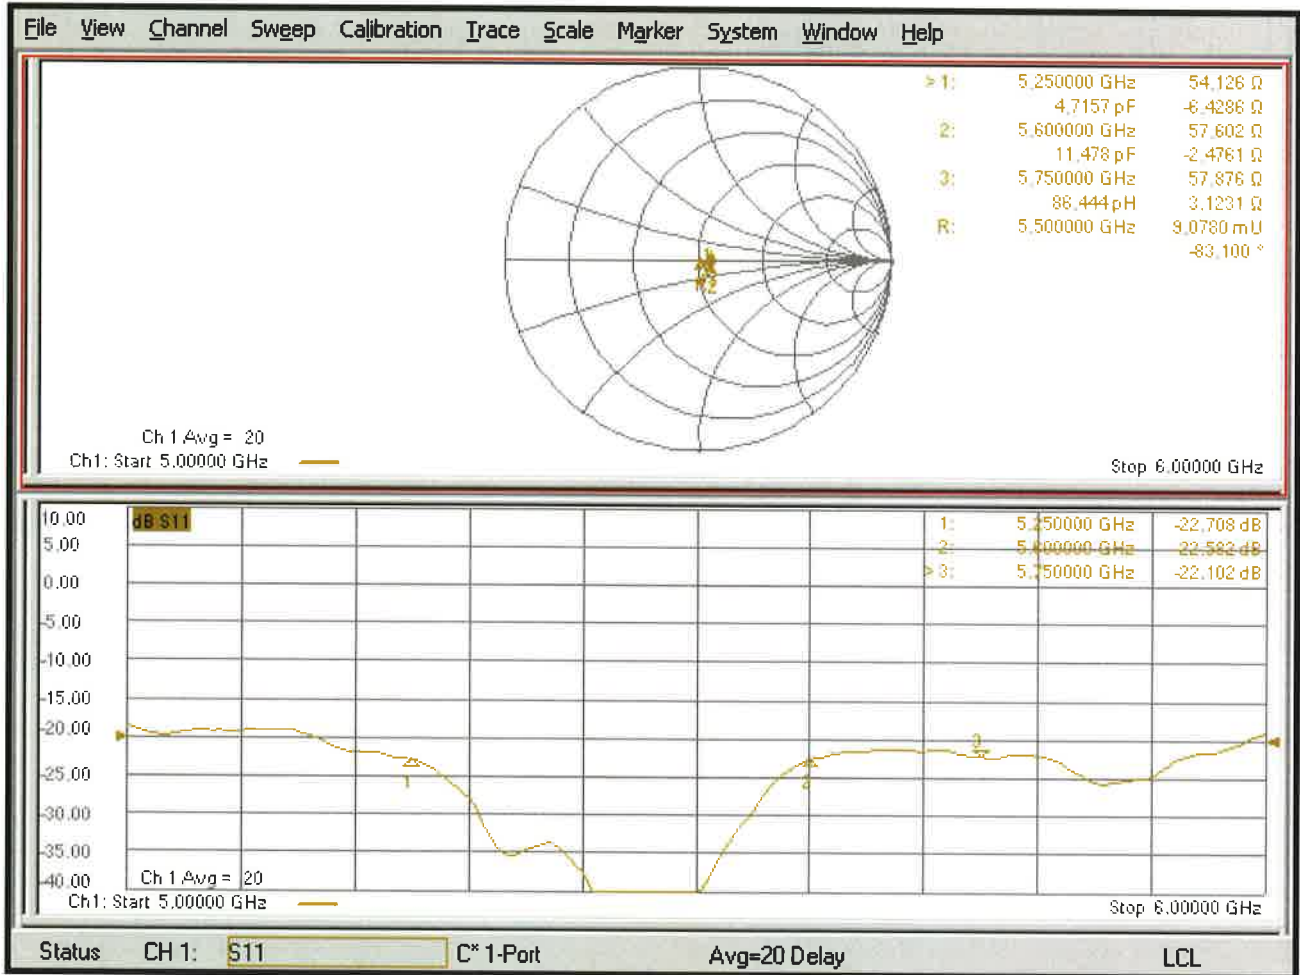 File View Channel Sweep Calibration Trace Scale Marker System Window Help
> 1: 5.250000 GHz 54.126 Ω
4.7157 pF -6.4286 Ω
2: 5.600000 GHz 57.602 Ω
11.478 pF -2.4761 Ω
3: 5.750000 GHz 57.876 Ω
86.444 pH 3.1231 Ω
R: 5.500000 GHz 9.0780 mU
-83.100 °
2
Ch 1 Avg = 20
Ch1: Start 5.00000 GHz
Stop 6.00000 GHz
10.00
dB S11
1: 5.250000 GHz -22.708 dB
5.00
2: 5.600000 GHz -22.582 dB
0.00
> 3: 5.750000 GHz -22.102 dB
-5.00
-10.00
-15.00
-20.00
3
1
2
-25.00
-30.00
-35.00
-40.00
Ch 1 Avg = 20
Ch1: Start 5.00000 GHz
Stop 6.00000 GHz
Status CH 1: S11 C* 1-Port Avg=20 Delay LCL